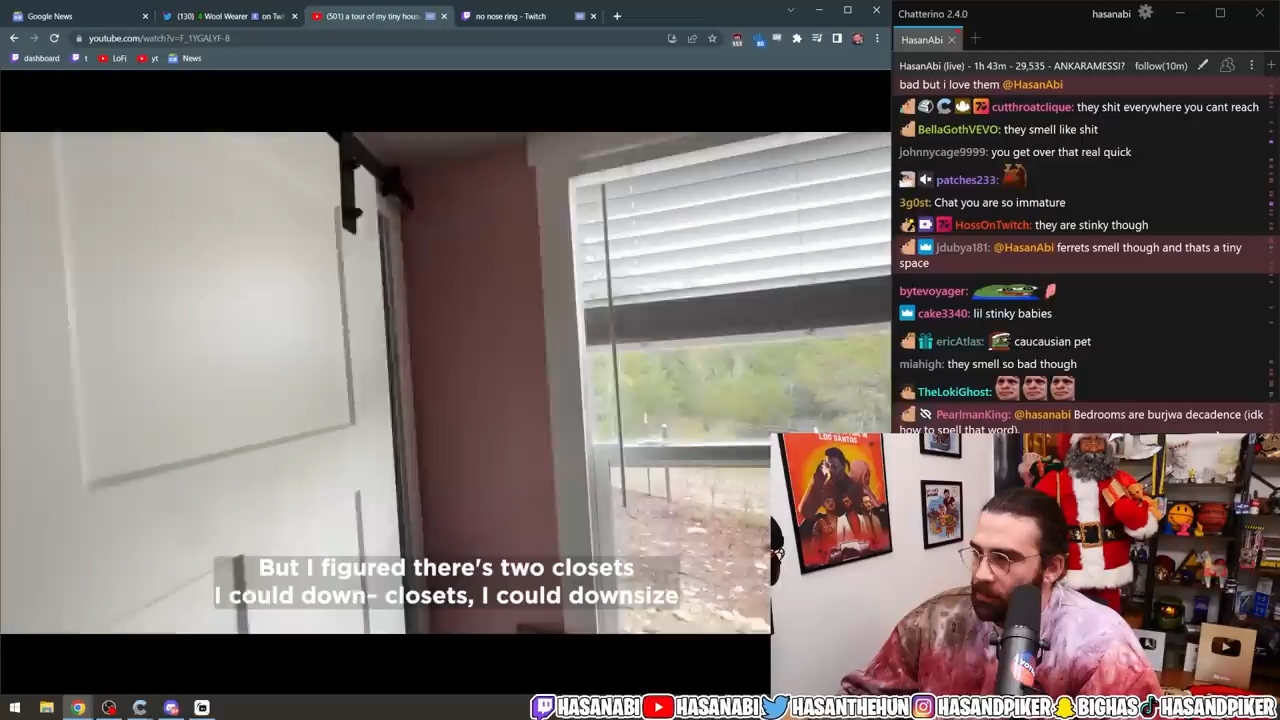 Google News
(130) Wool Wearer on Twi
(501) a tour of my tiny hous
no nose ring - Twitch
youtube.com/watch?v=F_1YGALYF-8
dashboard
t
LoFi
yt
News
But I figured there's two closets
I could down- closets, I could downsize
Chatterino 2.4.0
hasanabi
HasanAbi
HasanAbi (live) - 1h 43m - 29,535 - ANKARAMESSI?
follow(10m)
bad but i love them @HasanAbi
cutthroatclique: they shit everywhere you cant reach
BellaGothVEVO: they smell like shit
johnnycage9999: you get over that real quick
patches233:
3g0st: Chat you are so immature
HossOnTwitch: they are stinky though
jdubya181: @HasanAbi ferrets smell though and thats a tiny
space
bytevoyager:
cake3340: lil stinky babies
ericAtlas: caucausian pet
miahigh: they smell so bad though
TheLokiGhost:
PearlmanKing: @hasanabi Bedrooms are burjwa decadence (idk
how to spell that word).
LOS SANTOS
HASANABI
HASANABI
HASANTHEHUN
HASANDPIKER
BIGHAS
HASANDPIKER